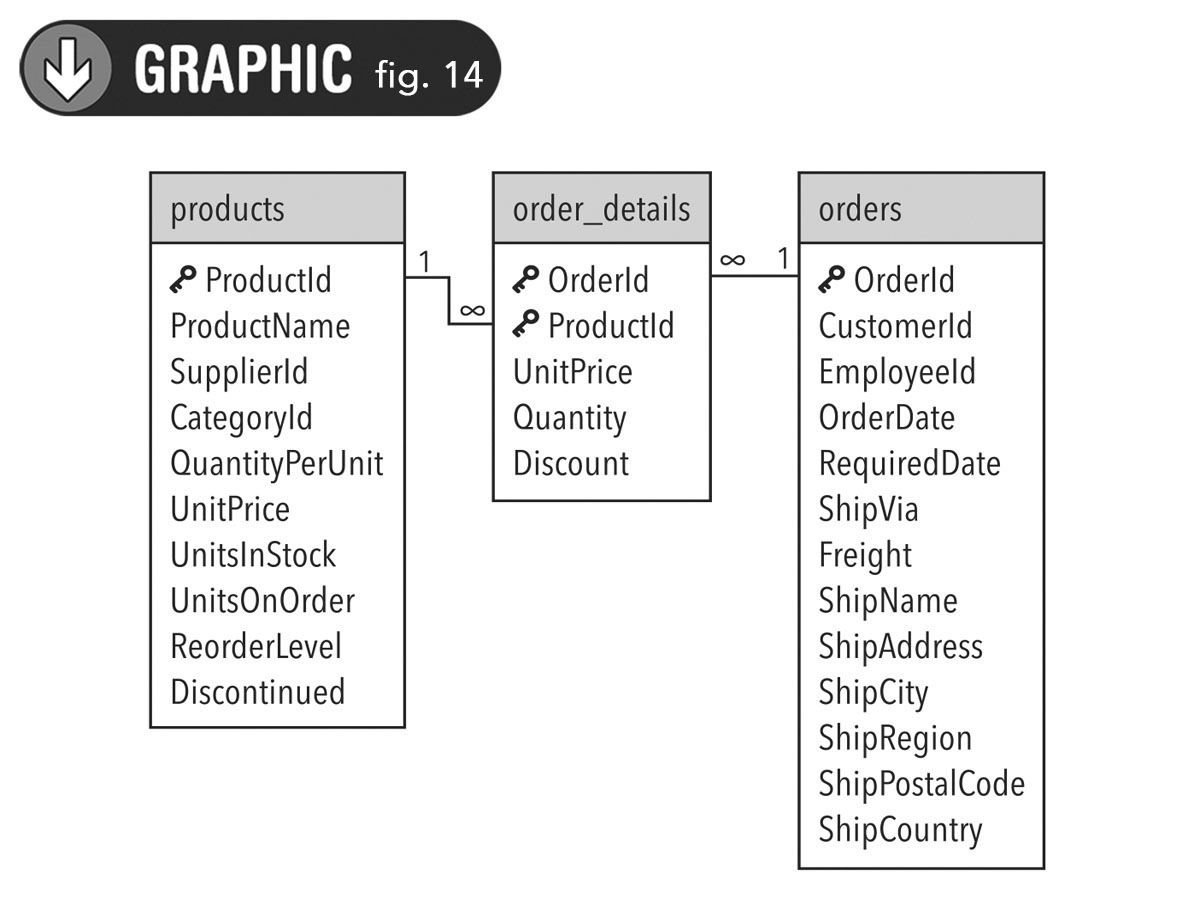 GRAPHIC fig. 14
products
ProductId
ProductName
SupplierId
CategoryId
QuantityPerUnit
UnitPrice
UnitsInStock
UnitsOnOrder
ReorderLevel
Discontinued
1
∞
order_details
OrderId
ProductId
UnitPrice
Quantity
Discount
∞
1
orders
OrderId
CustomerId
EmployeeId
OrderDate
RequiredDate
ShipVia
Freight
ShipName
ShipAddress
ShipCity
ShipRegion
ShipPostalCode
ShipCountry